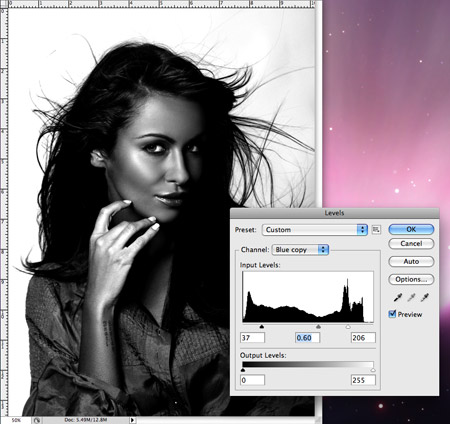 Levels
Preset: Custom
OK
Cancel
Channel: Blue copy
Auto
Input Levels:
Options...
Preview
37 0.60 206
Output Levels:
0 255
50% Doc: 5.49M/12.8M